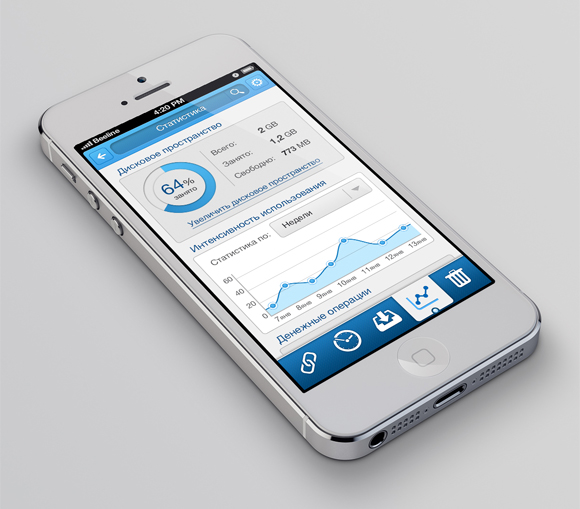 Beeline 4:20 PM
Статистика
Дисковое пространство
64%
занято
Всего: 2 GB
Занято: 1,2 GB
Свободно: 773 MB
Увеличить дисковое пространство
Интенсивность использования
Статистика по: Недели
60
40
20
0
7янв 8янв 9янв 10янв 11янв 12янв 13янв
Денежные операции